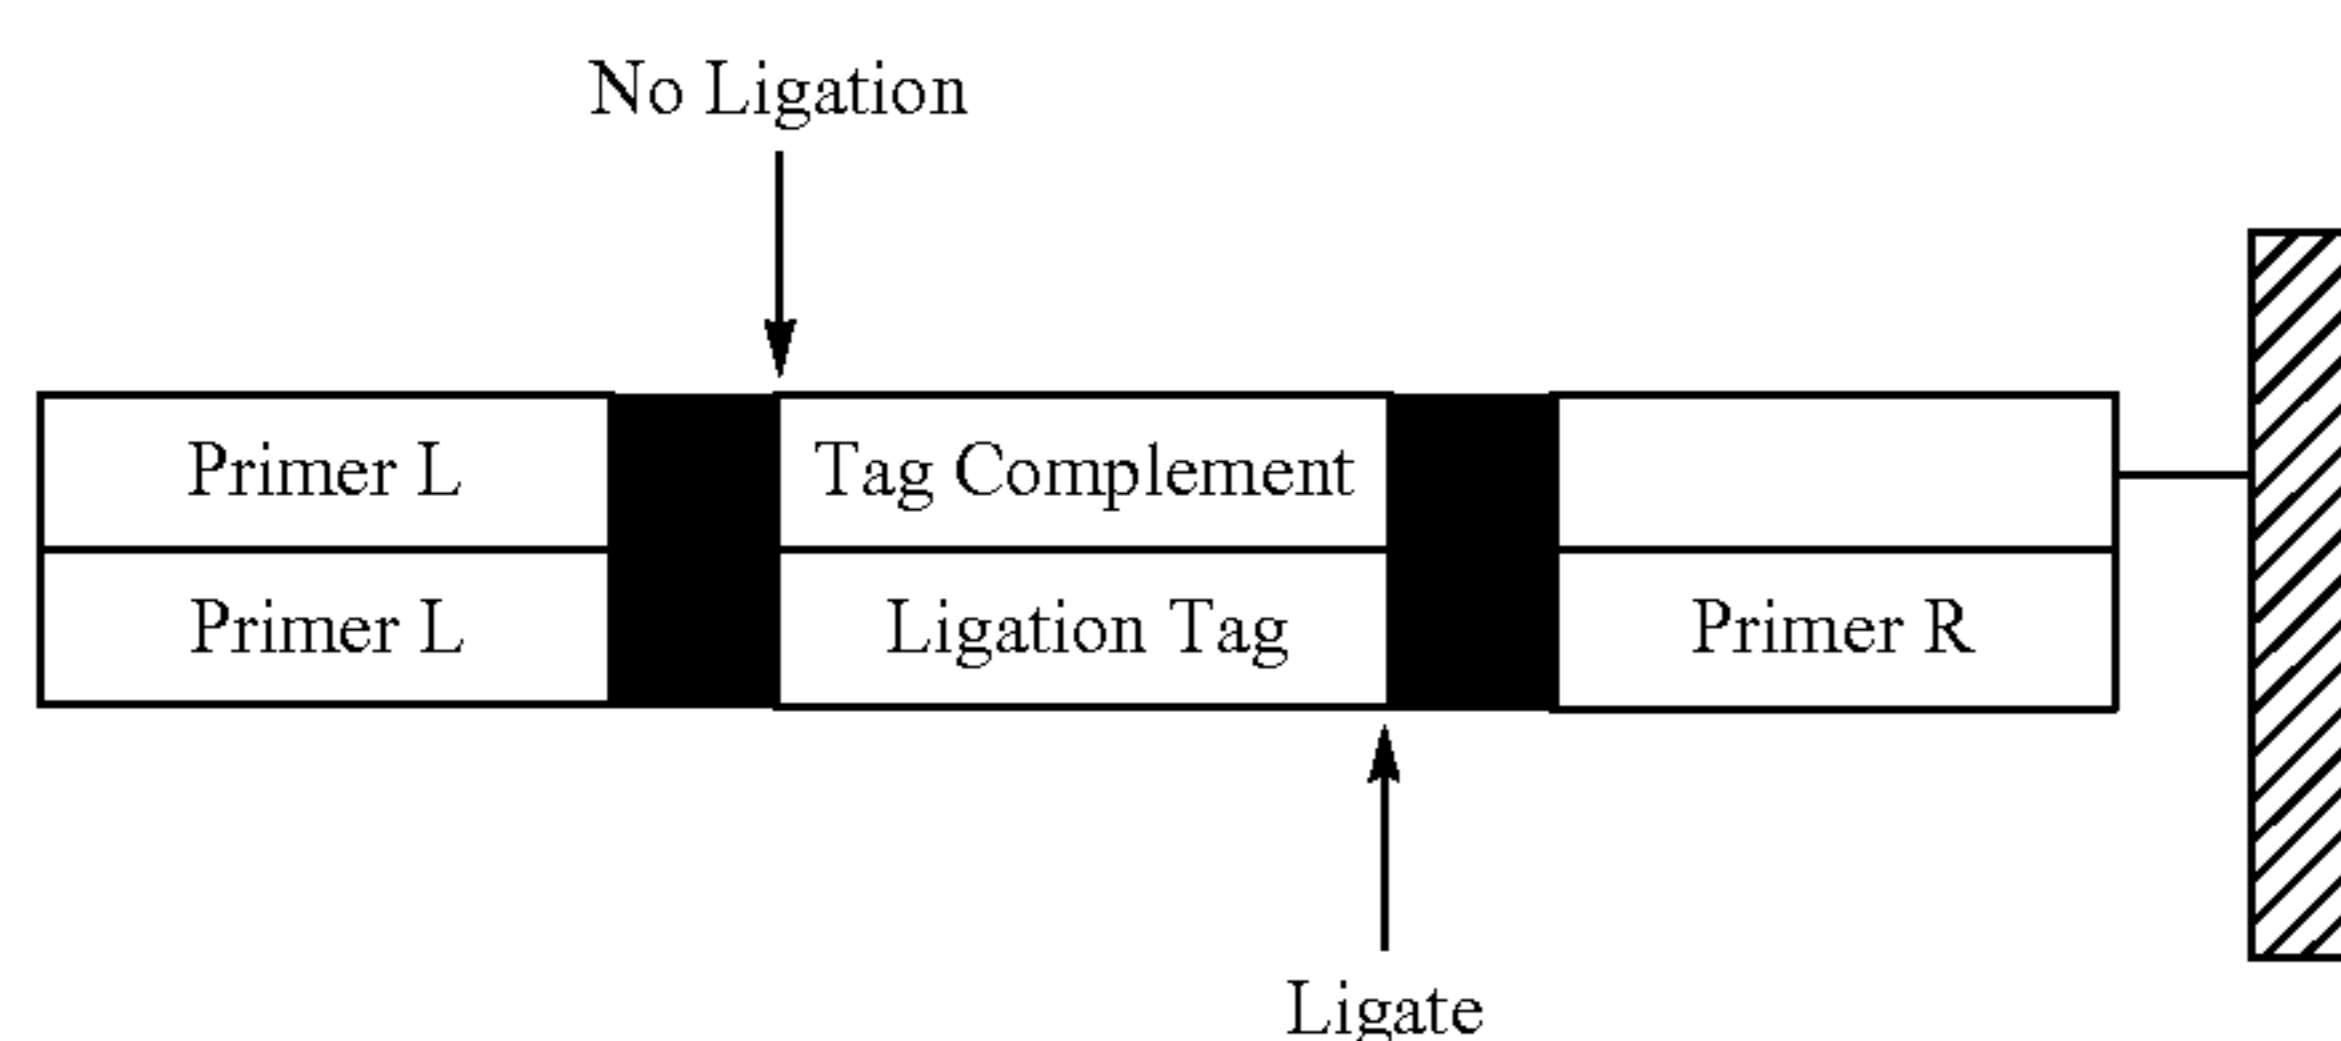 No Ligation
Primer L
Tag Complement
Primer L
Ligation Tag
Primer R
Ligate